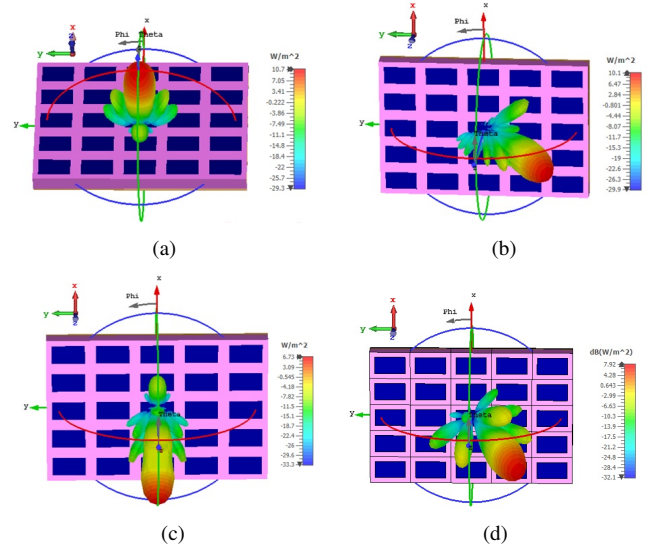 x
x
Phi
Theta
z
y
W/m^2
10.7
7.05
3.41
-0.222
-3.86
-7.49
-11.1
-14.8
-18.4
-22
-25.7
-29.3
y
(a)
x
x
y
z
W/m^2
10.1
6.41
2.8
-0.824
-4.44
-8.07
-11.7
-15.3
-19
-22.6
-26.3
-29.9
Theta
y
(b)
x
x
Phi
y
z
W/m^2
6.73
3.09
-0.545
-4.18
-7.82
-11.5
-15.1
-18.7
-22.4
-26
-29.6
-33.3
y
Theta
(c)
x
x
Phi
y
z
dB(W/m^2)
7.92
4.28
0.643
-2.99
-6.63
-10.3
-13.9
-17.5
-21.2
-24.8
-28.4
-32.1
y
Theta
(d)